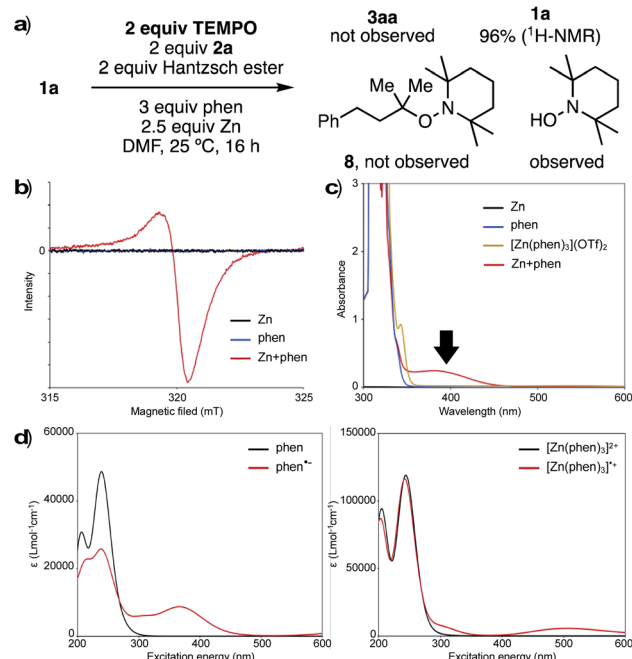 a)
2 equiv TEMPO
2 equiv 2a
2 equiv Hantzsch ester
1a
3 equiv phen
2.5 equiv Zn
DMF, 25 ºC, 16 h
3aa
not observed
1a
96% (¹H-NMR)
Me
Me
Ph
O
N
8, not observed
N
HO
observed
b)
0
Intensity
Zn
phen
Zn+phen
315
320
325
Magnetic filed (mT)
c)
3
2
1
0
Absorbance
Zn
phen
[Zn(phen)₃](OTf)₂
Zn+phen
300
400
500
600
Wavelength (nm)
d)
60000
40000
20000
0
ε (Lmol⁻¹cm⁻¹)
phen
phen•−
200
300
400
500
600
Excitation energy (nm)
150000
100000
50000
0
ε (Lmol⁻¹cm⁻¹)
[Zn(phen)₃]²⁺
[Zn(phen)₃]•⁺
200
300
400
500
600
Excitation energy (nm)